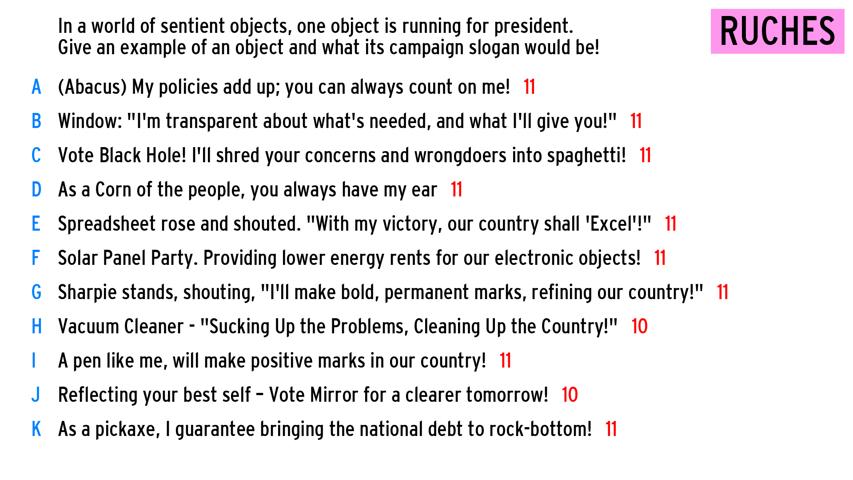 In a world of sentient objects, one object is running for president.
Give an example of an object and what its campaign slogan would be!
RUCHES
A (Abacus) My policies add up; you can always count on me! 11
B Window: "I'm transparent about what's needed, and what I'll give you!" 11
C Vote Black Hole! I'll shred your concerns and wrongdoers into spaghetti! 11
D As a Corn of the people, you always have my ear 11
E Spreadsheet rose and shouted. "With my victory, our country shall 'Excel'!" 11
F Solar Panel Party. Providing lower energy rents for our electronic objects! 11
G Sharpie stands, shouting, "I'll make bold, permanent marks, refining our country!" 11
H Vacuum Cleaner - "Sucking Up the Problems, Cleaning Up the Country!" 10
I A pen like me, will make positive marks in our country! 11
J Reflecting your best self – Vote Mirror for a clearer tomorrow! 10
K As a pickaxe, I guarantee bringing the national debt to rock-bottom! 11